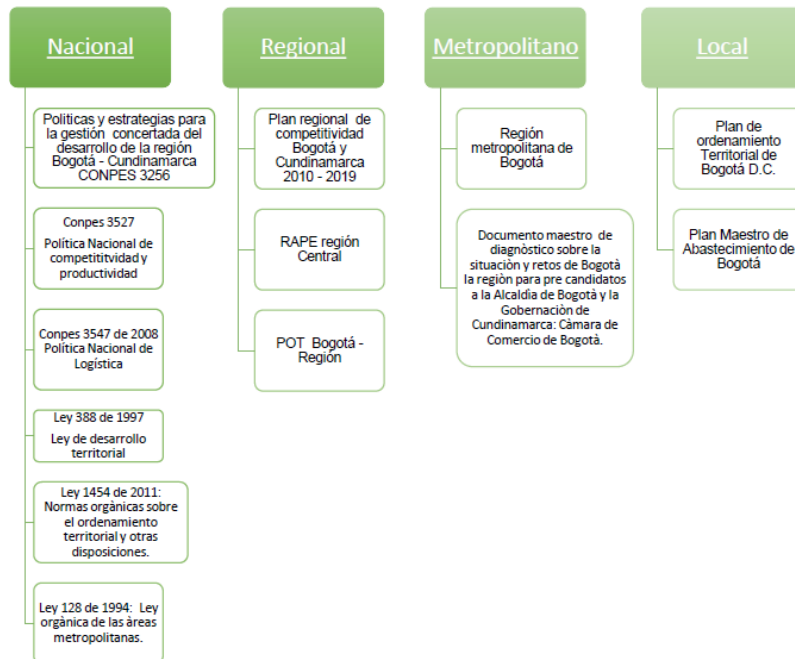 Nacional
Politicas y estrategias para
la gestión concertada del
desarrollo de la región
Bogotá - Cundinamarca
CONPES 3256
Conpes 3527
Política Nacional de
competititvidad y
productividad
Conpes 3547 de 2008
Política Nacional de
Logística
Ley 388 de 1997
Ley de desarrollo
territorial
Ley 1454 de 2011:
Normas orgànicas sobre
el ordenamiento
territorial y otras
disposiciones.
Ley 128 de 1994: Ley
orgànica de las àreas
metropolitanas.
Regional
Plan regional de
competividad
Bogotá y
Cundinamarca
2010 - 2019
RAPE región
Central
POT Bogotá -
Región
Metropolitano
Región
metropolitana de
Bogotá
Documento maestro de
diagnòstico sobre la
situaciòn y retos de Bogotà
la regiòn para pre candidatos
a la Alcaldìa de Bogotà y la
Gobernaciòn de
Cundinamarca: Càmara de
Comercio de Bogotà.
Local
Plan de
ordenamiento
Territorial de
Bogotá D.C.
Plan Maestro de
Abastecimiento de
Bogotá